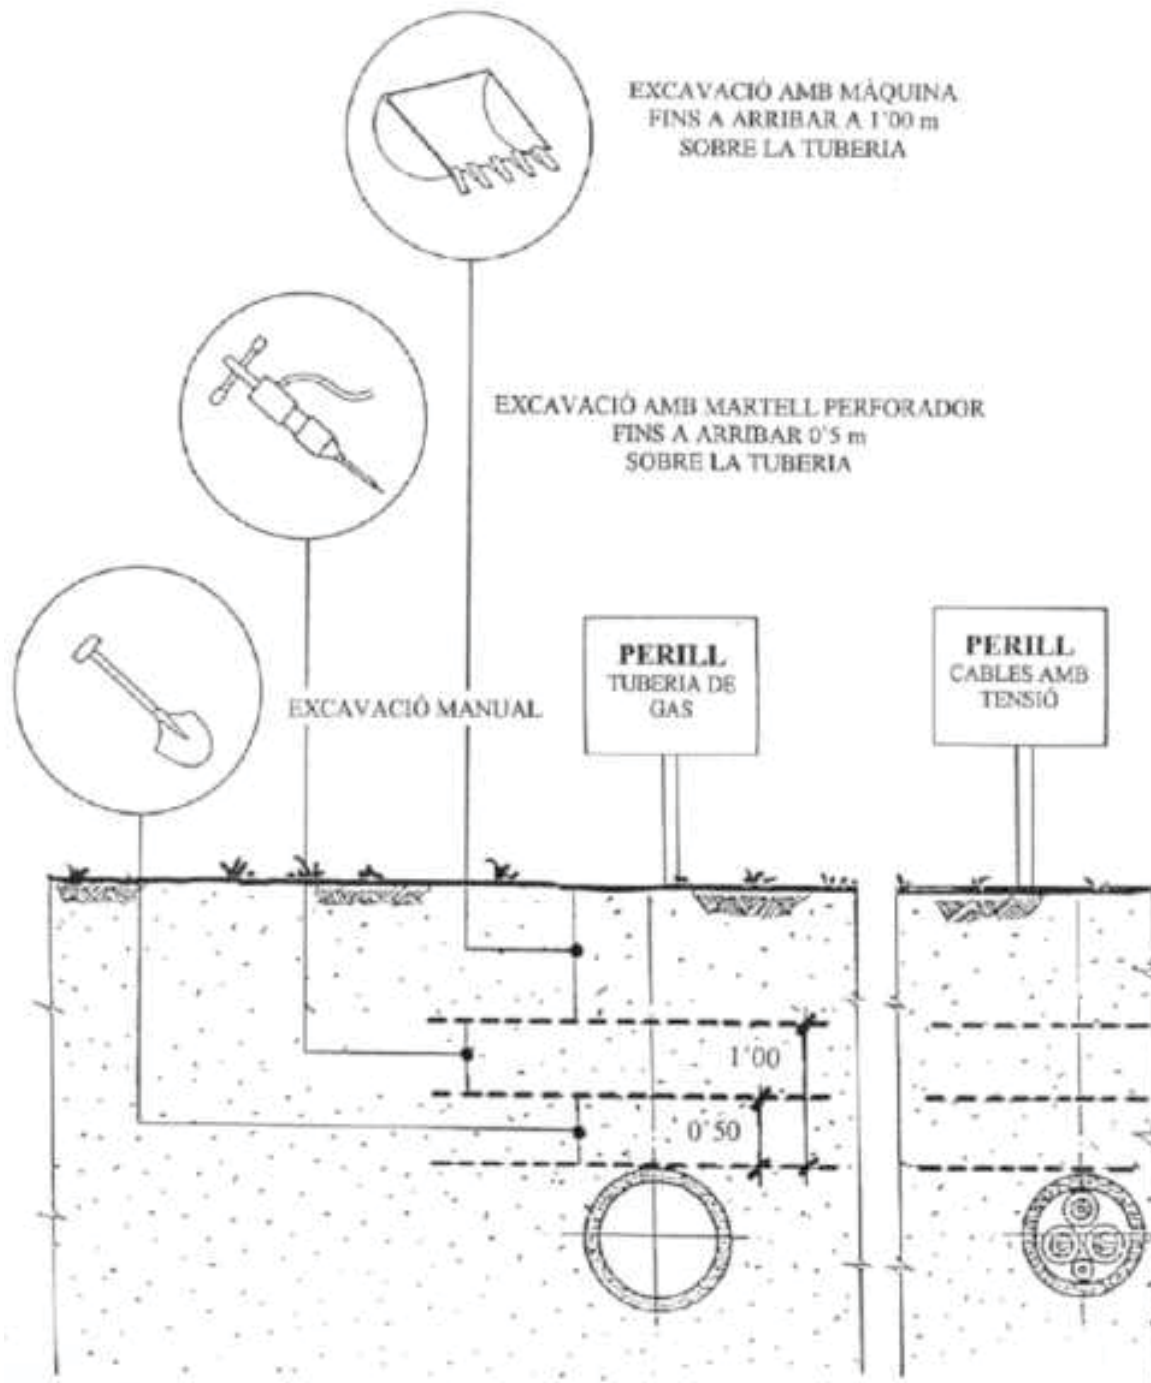 EXCAVACIÓ AMB MÀQUINA
FINS A ARRIBAR A 1'00 m
SOBRE LA TUBERIA
EXCAVACIÓ AMB MARTELL PERFORADOR
FINS A ARRIBAR 0'5 m
SOBRE LA TUBERIA
EXCAVACIÓ MANUAL
PERILL
TUBERIA DE
GAS
PERILL
CABLES AMB
TENSIÓ
1'00
0'50